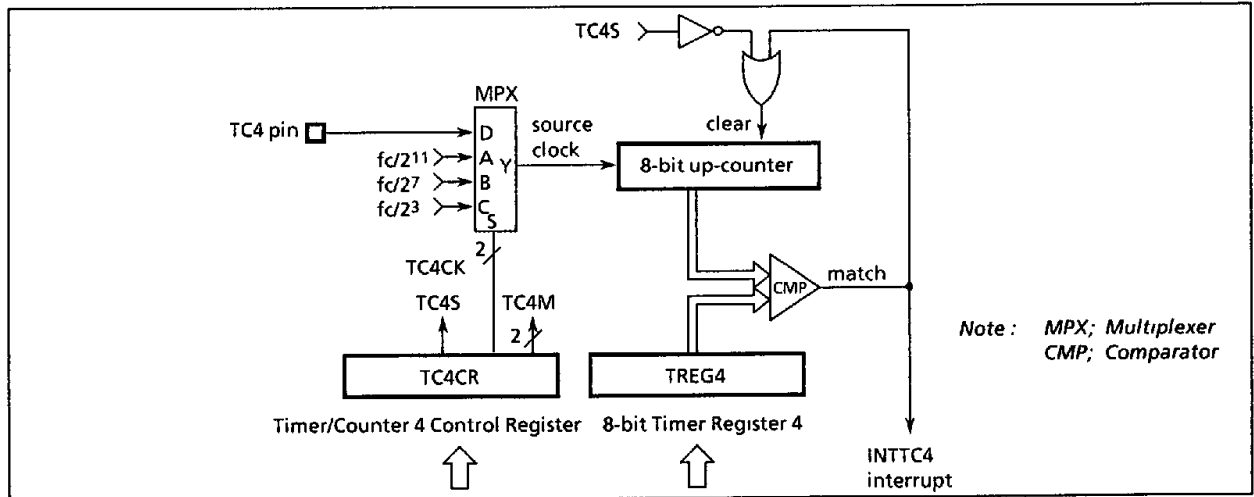 TC4S
MPX
TC4 pin
D
source
clock
clear
fc/2¹¹
A
Y
8-bit up-counter
fc/2⁷
B
fc/2³
C
S
2
TC4CK
CMP
match
TC4S
TC4M
2
Note : MPX; Multiplexer
CMP; Comparator
TC4CR
TREG4
Timer/Counter 4 Control Register
8-bit Timer Register 4
INTTC4
interrupt